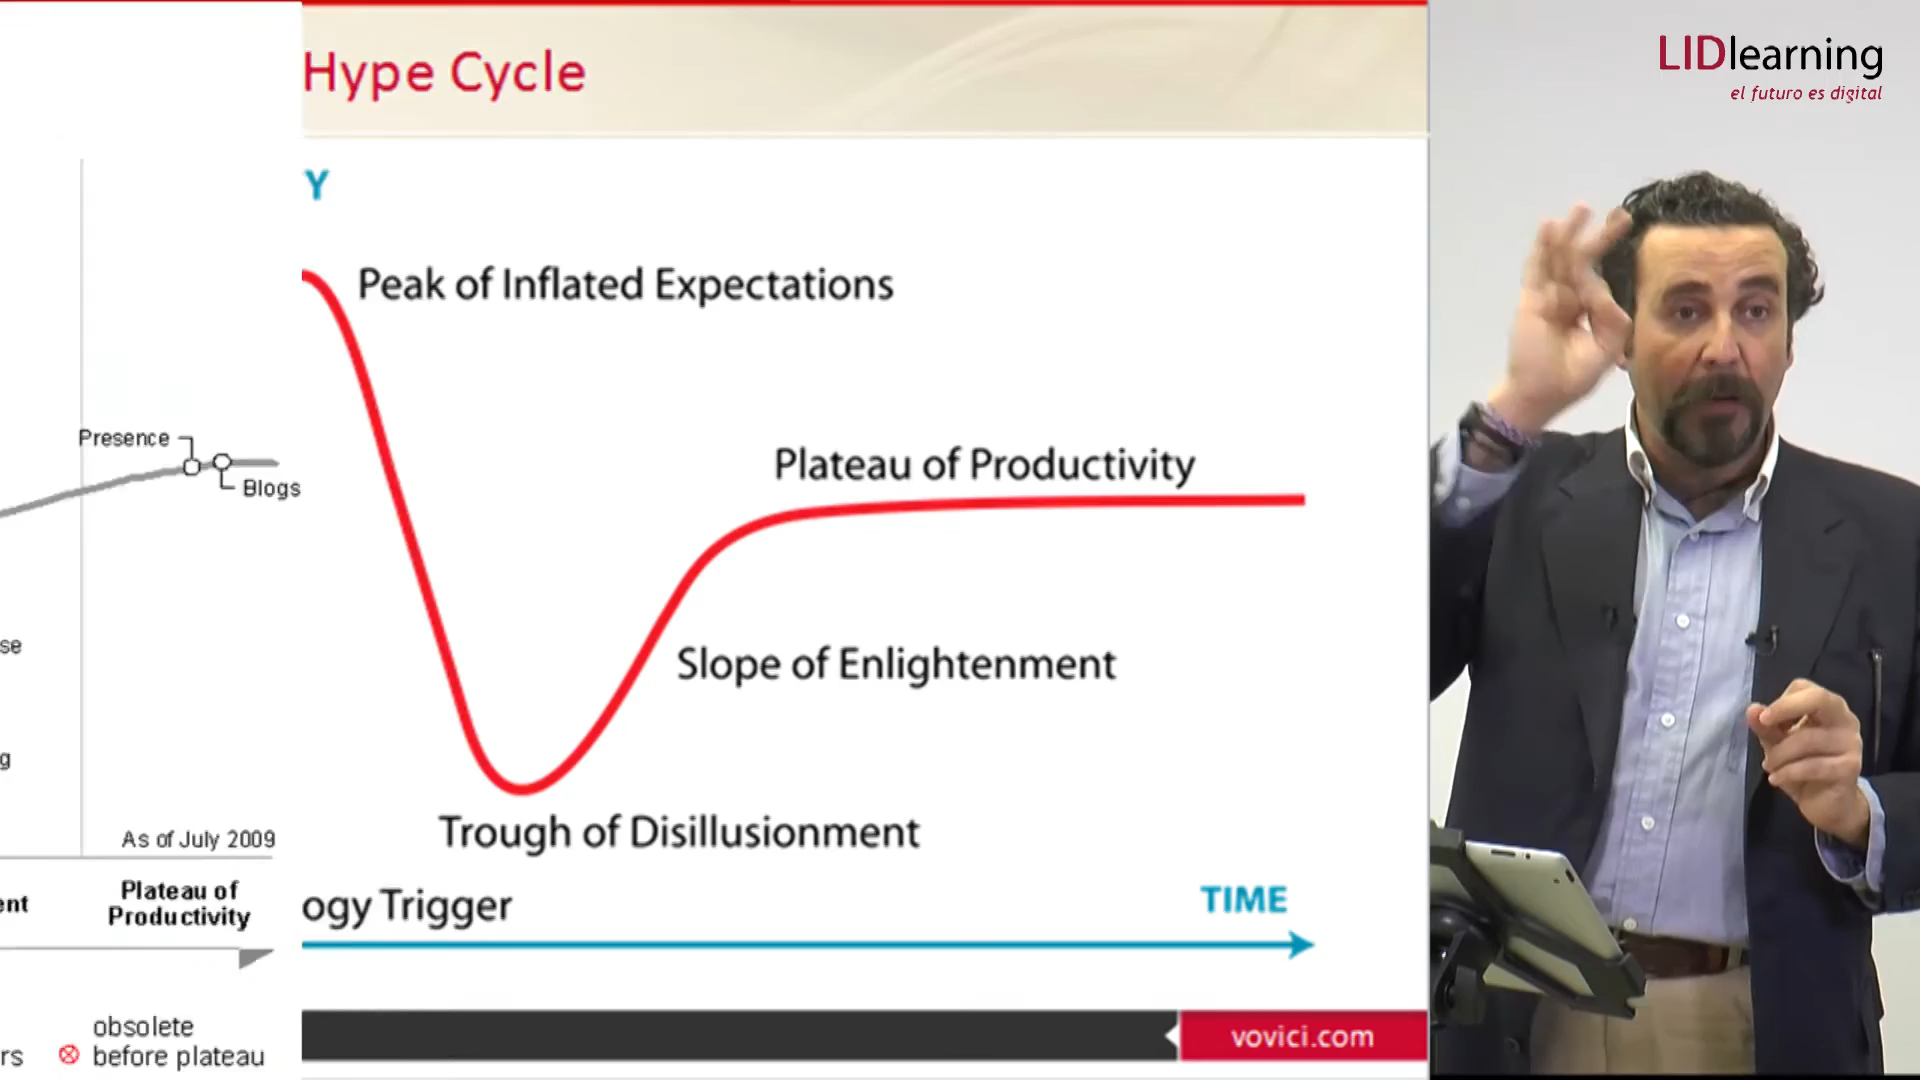 Hype Cycle
LIDlearning
el futuro es digital
Y
Peak of Inflated Expectations
Presence
Blogs
Plateau of Productivity
se
Slope of Enlightenment
g
As of July 2009
Trough of Disillusionment
ent
Plateau of
Productivity
ogy Trigger
TIME
obsolete
rs
before plateau
vovici.com